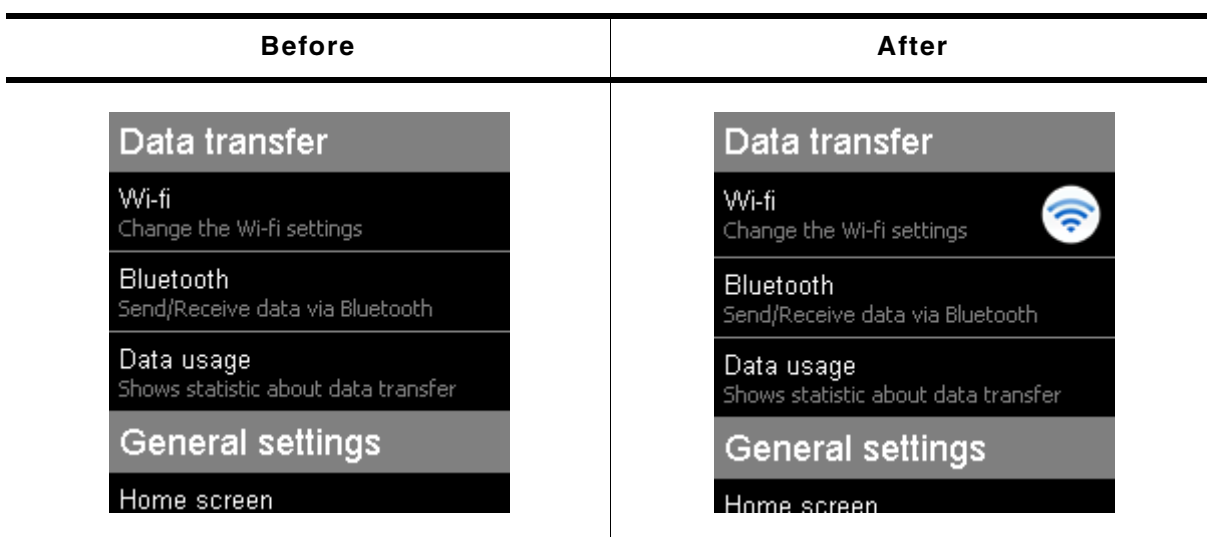 Before
After
Data transfer
Wi-fi
Change the Wi-fi settings
Bluetooth
Send/Receive data via Bluetooth
Data usage
Shows statistic about data transfer
General settings
Home screen
Data transfer
Wi-fi
Change the Wi-fi settings
Bluetooth
Send/Receive data via Bluetooth
Data usage
Shows statistic about data transfer
General settings
Home screen